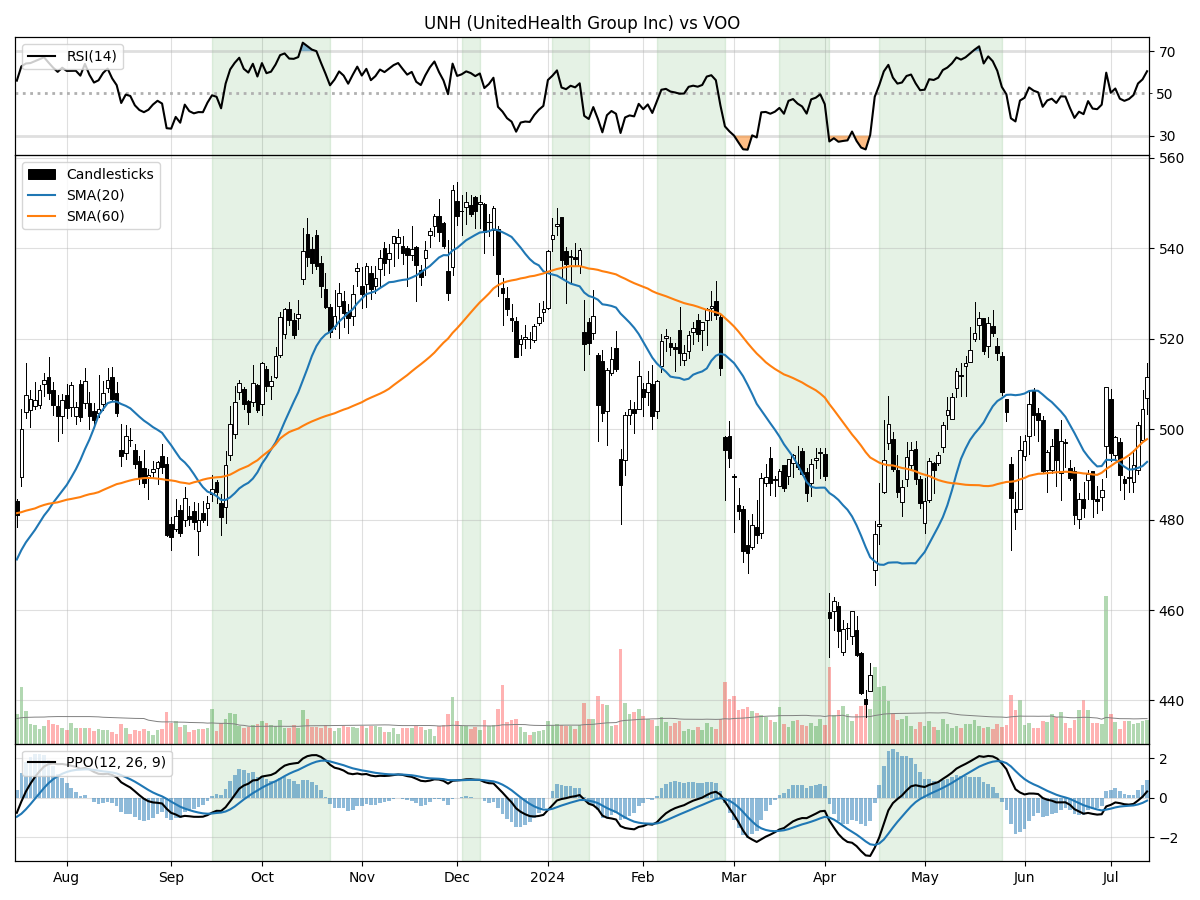 UNH (UnitedHealth Group Inc) vs VOO
RSI(14)
70
50
30
Candlesticks
SMA(20)
SMA(60)
560
540
520
500
480
460
440
PPO(12, 26, 9)
2
0
−2
Aug Sep Oct Nov Dec 2024 Feb Mar Apr May Jun Jul